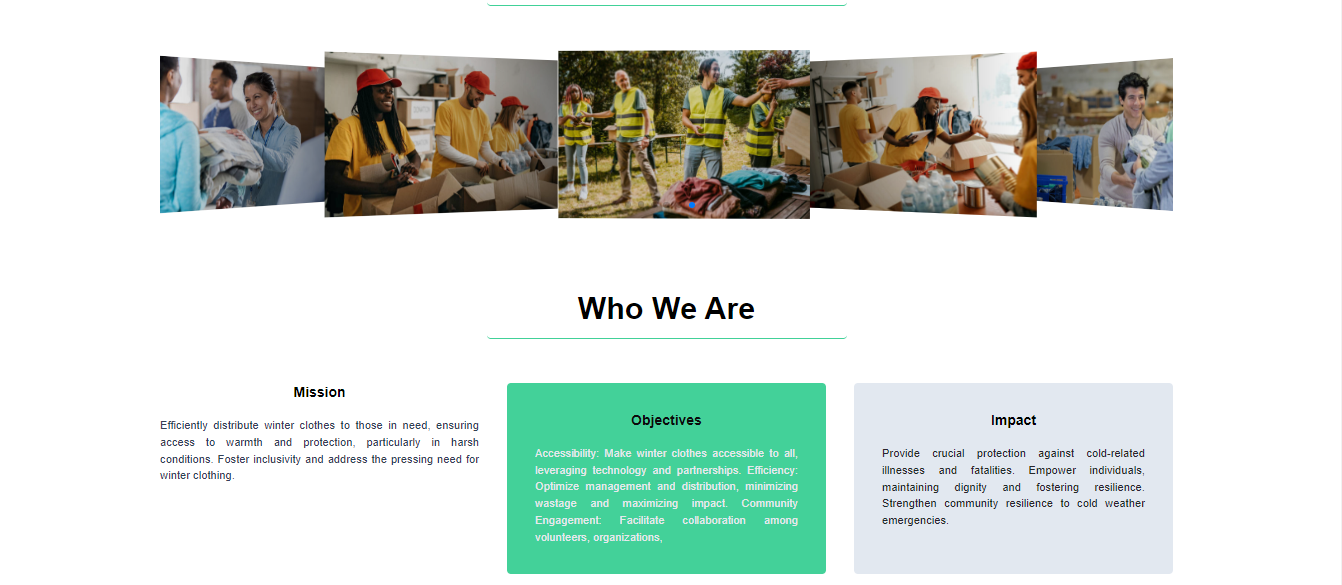 Who We Are
Mission
Efficiently distribute winter clothes to those in need, ensuring
access to warmth and protection, particularly in harsh
conditions. Foster inclusivity and address the pressing need for
winter clothing.
Objectives
Accessibility: Make winter clothes accessible to all,
leveraging technology and partnerships. Efficiency:
Optimize management and distribution, minimizing
wastage and maximizing impact. Community
Engagement: Facilitate collaboration among
volunteers, organizations,
Impact
Provide crucial protection against cold-related
illnesses and fatalities. Empower individuals,
maintaining dignity and fostering resilience.
Strengthen community resilience to cold weather
emergencies.